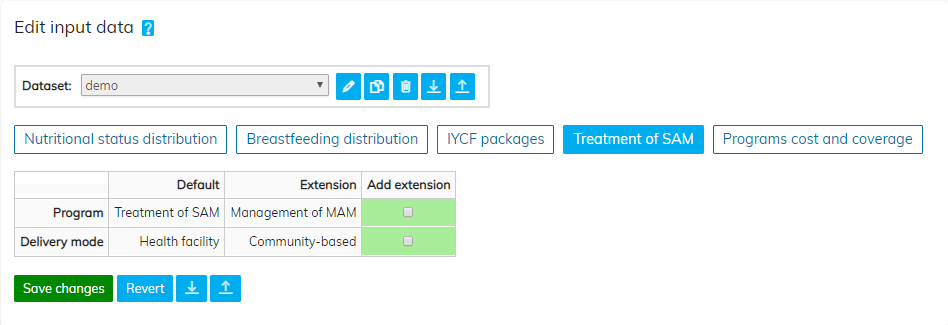 Edit input data ?
Dataset: demo
Nutritional status distribution Breastfeeding distribution IYCF packages Treatment of SAM Programs cost and coverage
Default Extension Add extension
Program Treatment of SAM Management of MAM
Delivery mode Health facility Community-based
Save changes Revert